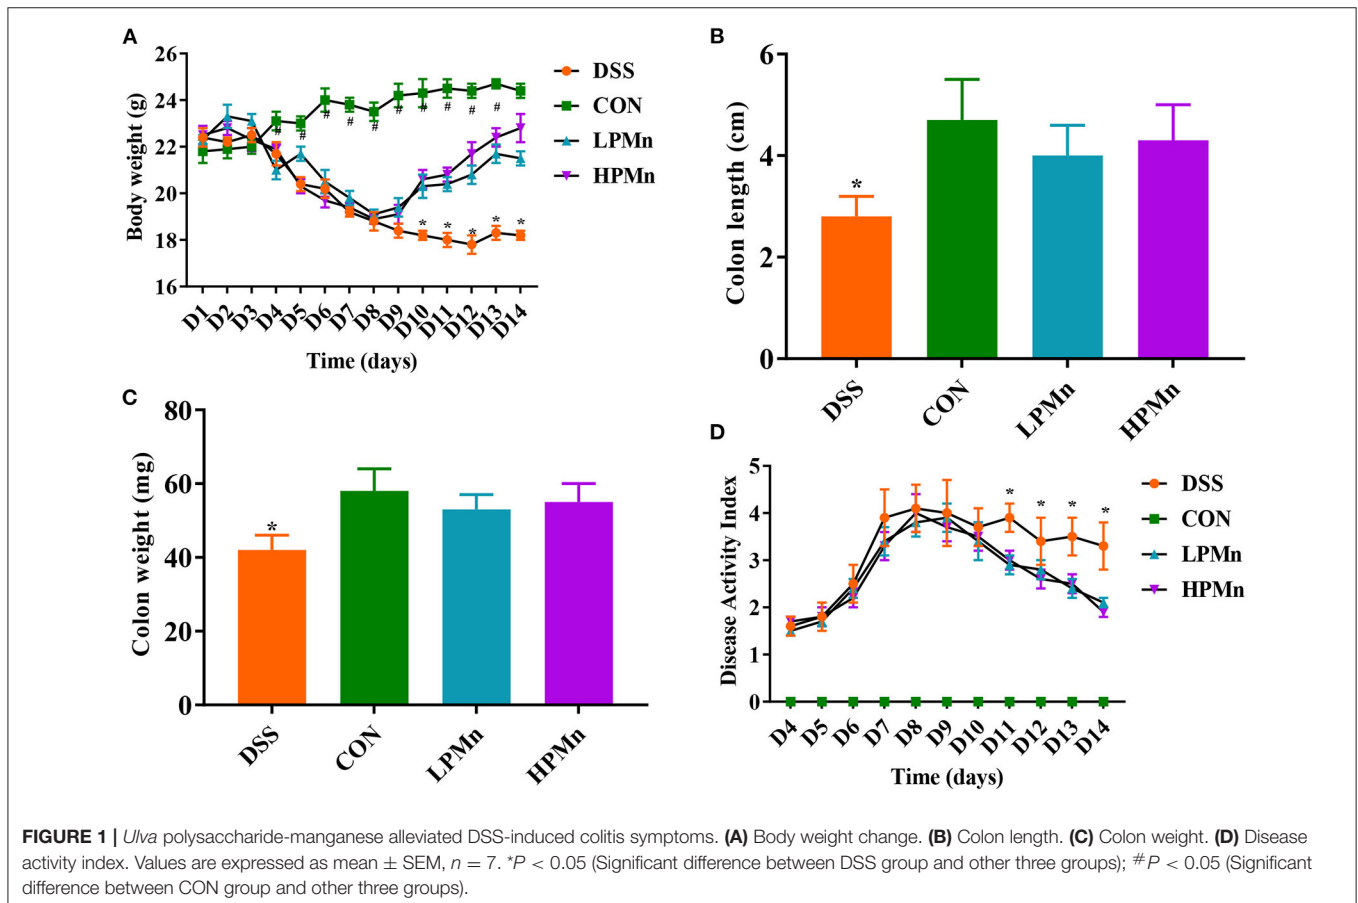 A
26
24
22
20
18
16
Body weight (g)
# # # # # # # # # #
* * * * *
D1 D2 D3 D4 D5 D6 D7 D8 D9 D10 D11 D12 D13 D14
Time (days)
DSS
CON
LPMn
HPMn
B
6
4
2
0
Colon length (cm)
*
DSS CON LPMn HPMn
C
80
60
40
20
0
Colon weight (mg)
*
DSS CON LPMn HPMn
D
5
4
3
2
1
0
Disease Activity Index
* * * *
D4 D5 D6 D7 D8 D9 D10 D11 D12 D13 D14
Time (days)
DSS
CON
LPMn
HPMn
FIGURE 1 | Ulva polysaccharide-manganese alleviated DSS-induced colitis symptoms. (A) Body weight change. (B) Colon length. (C) Colon weight. (D) Disease
activity index. Values are expressed as mean ± SEM, n = 7. *P < 0.05 (Significant difference between DSS group and other three groups); #P < 0.05 (Significant
difference between CON group and other three groups).